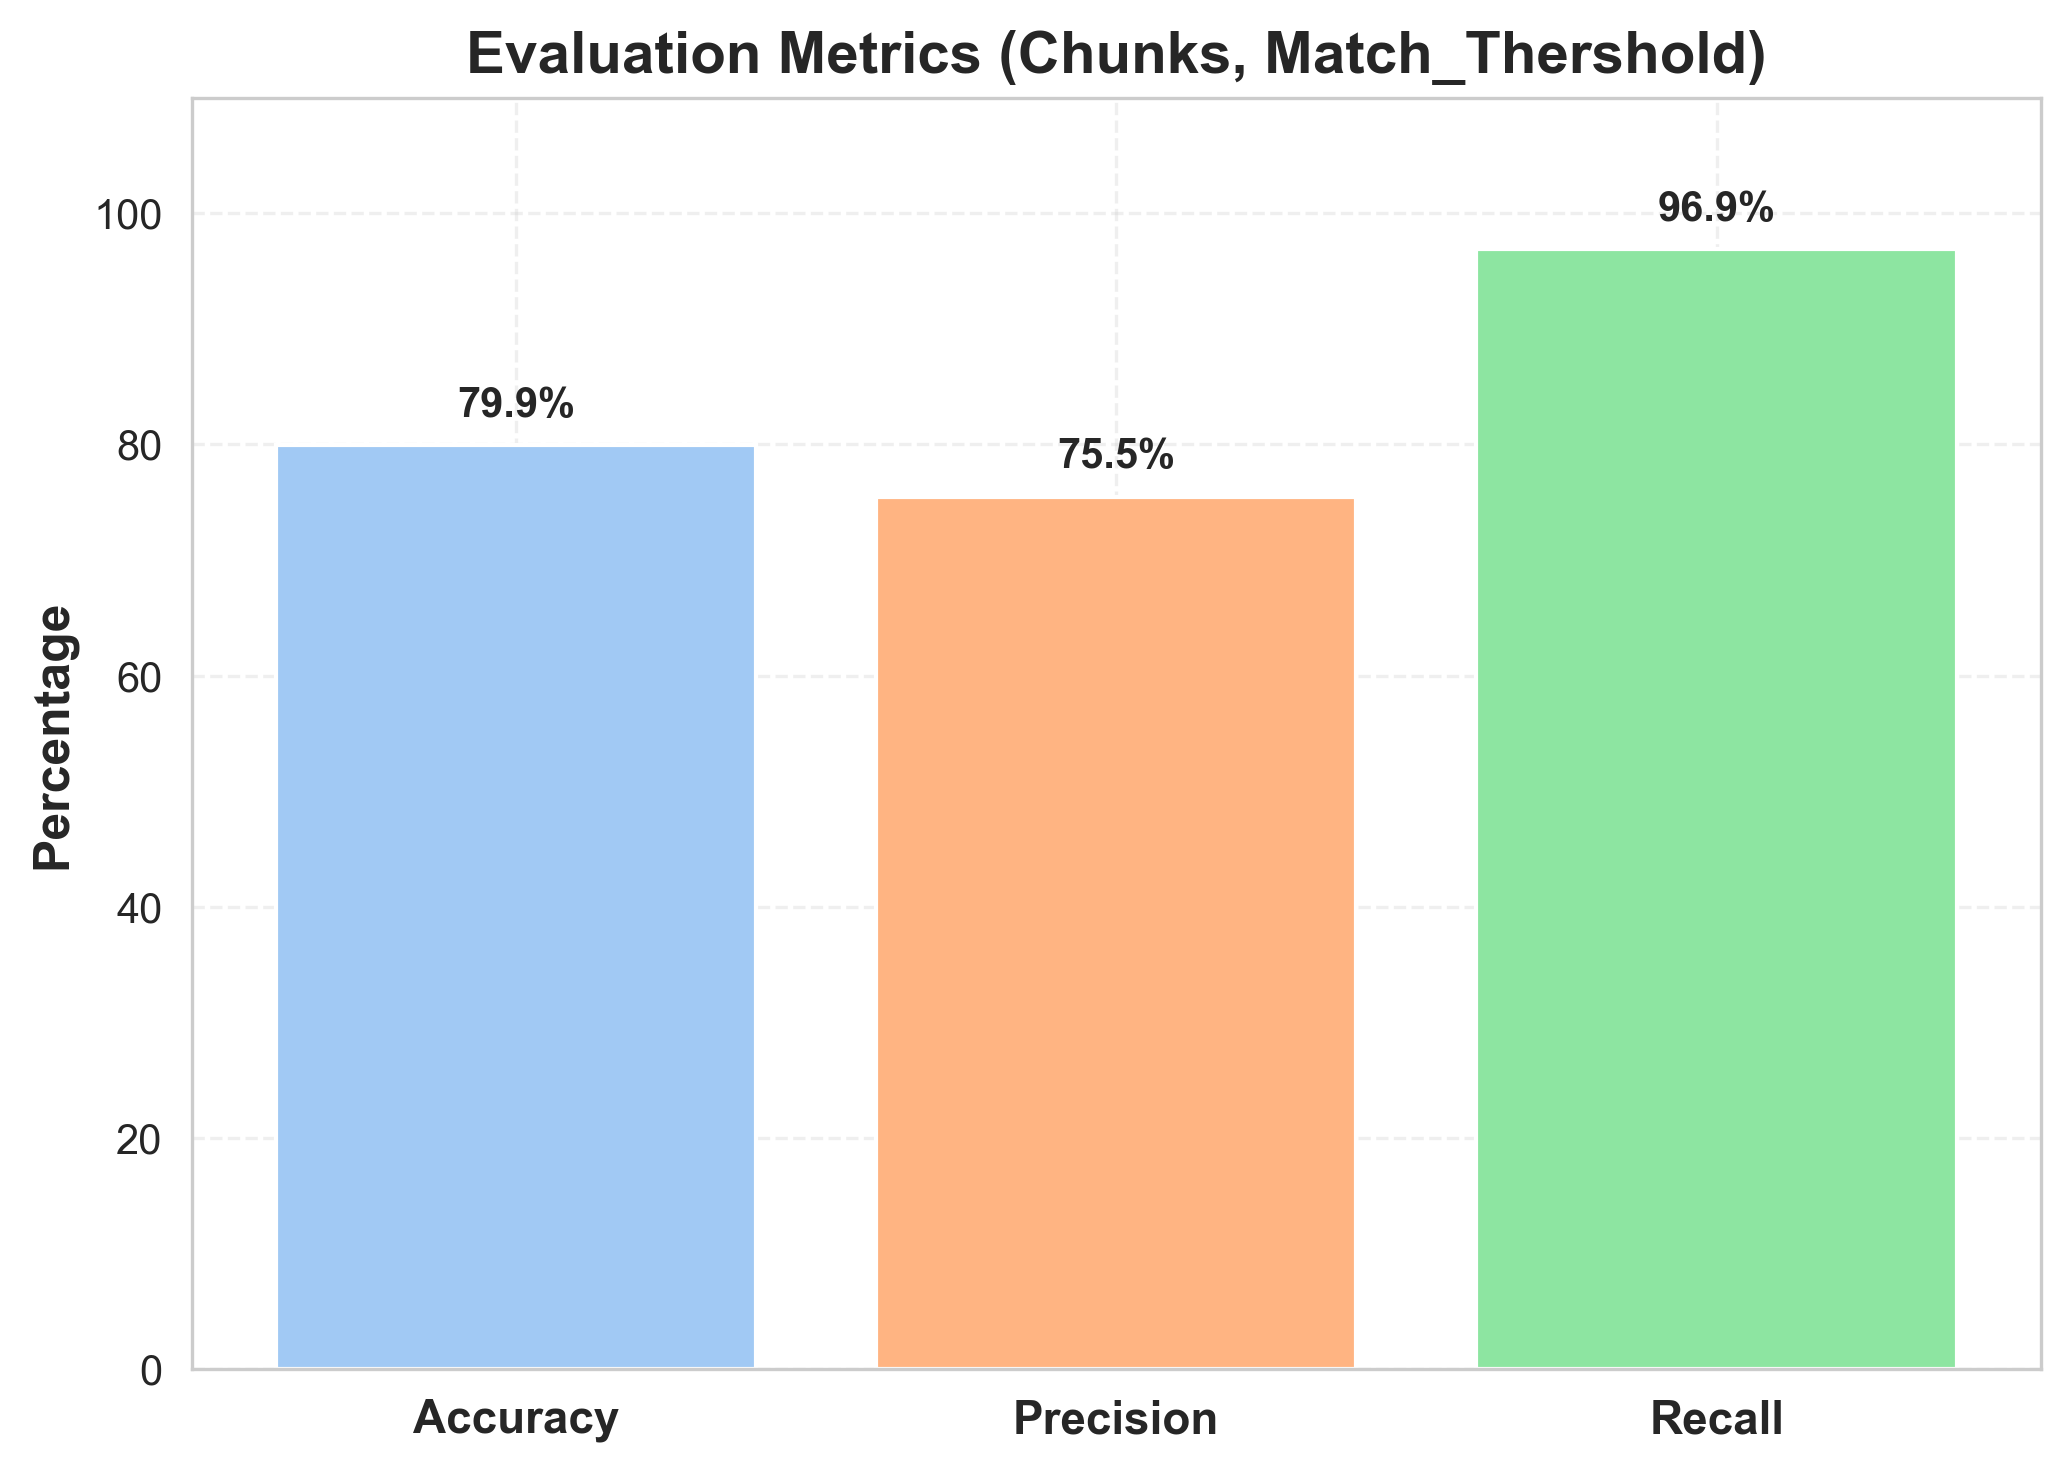 Evaluation Metrics (Chunks, Match_Thershold)
100
96.9%
79.9%
80
75.5%
60
Percentage
40
20
0
Accuracy
Precision
Recall